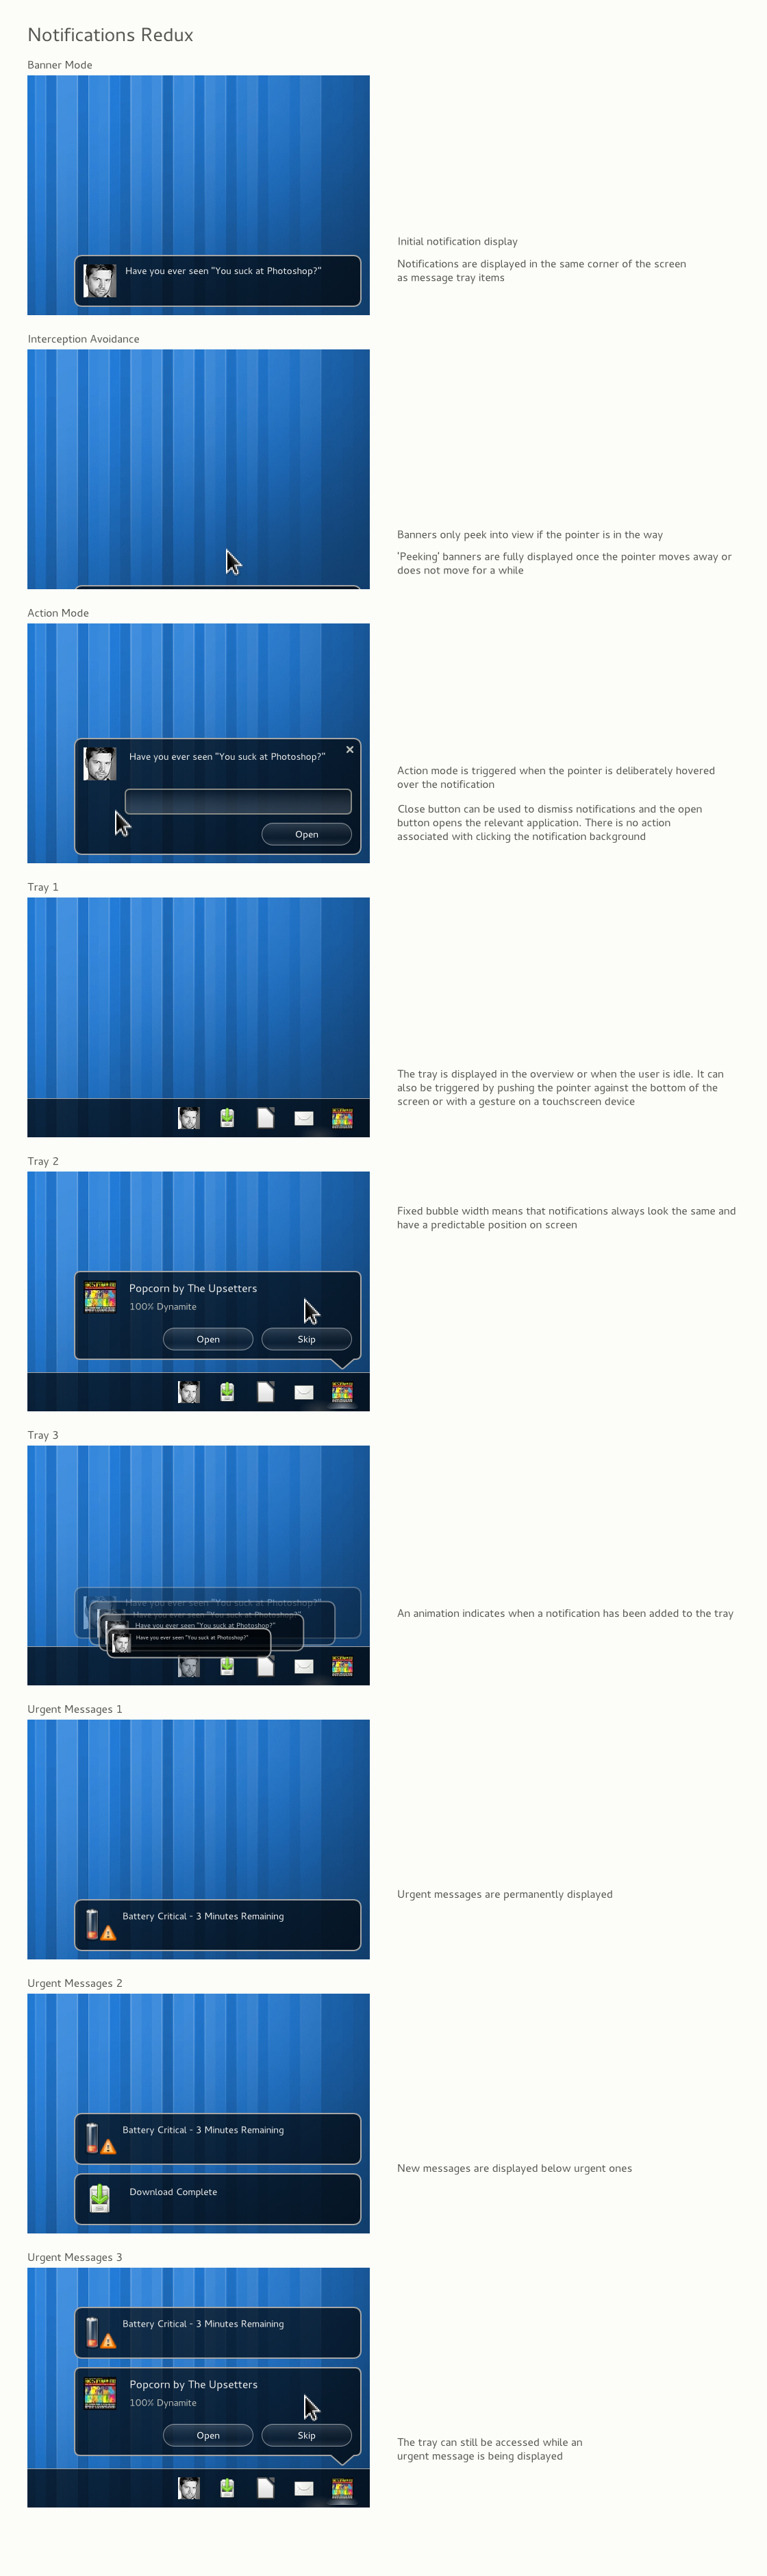 Notifications Redux
Banner Mode
Have you ever seen "You suck at Photoshop?"
Initial notification display
Notifications are displayed in the same corner of the screen
as message tray items
Interception Avoidance
Banners only peek into view if the pointer is in the way
'Peeking' banners are fully displayed once the pointer moves away or
does not move for a while
Action Mode
Have you ever seen "You suck at Photoshop?"
Open
Action mode is triggered when the pointer is deliberately hovered
over the notification
Close button can be used to dismiss notifications and the open
button opens the relevant application. There is no action
associated with clicking the notification background
Tray 1
The tray is displayed in the overview or when the user is idle. It can
also be triggered by pushing the pointer against the bottom of the
screen or with a gesture on a touchscreen device
Tray 2
Fixed bubble width means that notifications always look the same and
have a predictable position on screen
Popcorn by The Upsetters
100% Dynamite
Open
Skip
Tray 3
Have you ever seen "You suck at Photoshop?"
Have you ever seen "You suck at Photoshop?"
Have you ever seen "You suck at Photoshop?"
Have you ever seen "You suck at Photoshop?"
An animation indicates when a notification has been added to the tray
Urgent Messages 1
Battery Critical - 3 Minutes Remaining
Urgent messages are permanently displayed
Urgent Messages 2
Battery Critical - 3 Minutes Remaining
Download Complete
New messages are displayed below urgent ones
Urgent Messages 3
Battery Critical - 3 Minutes Remaining
Popcorn by The Upsetters
100% Dynamite
Open
Skip
The tray can still be accessed while an
urgent message is being displayed